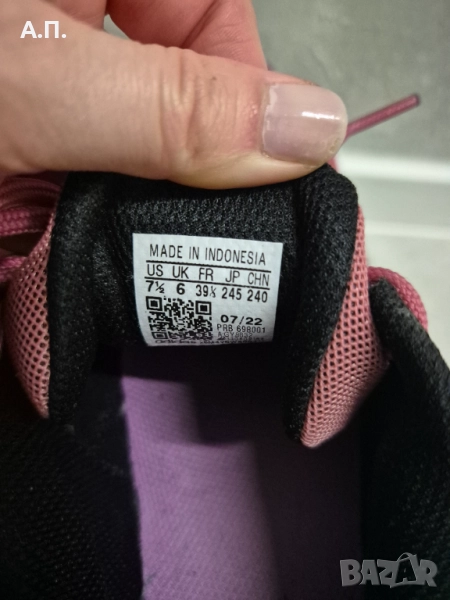 А.П.
MADE IN INDONESIA
US UK FR JP CHN
7½ 6 39⅓ 245 240
07/22
PRB 698001
BAZAR